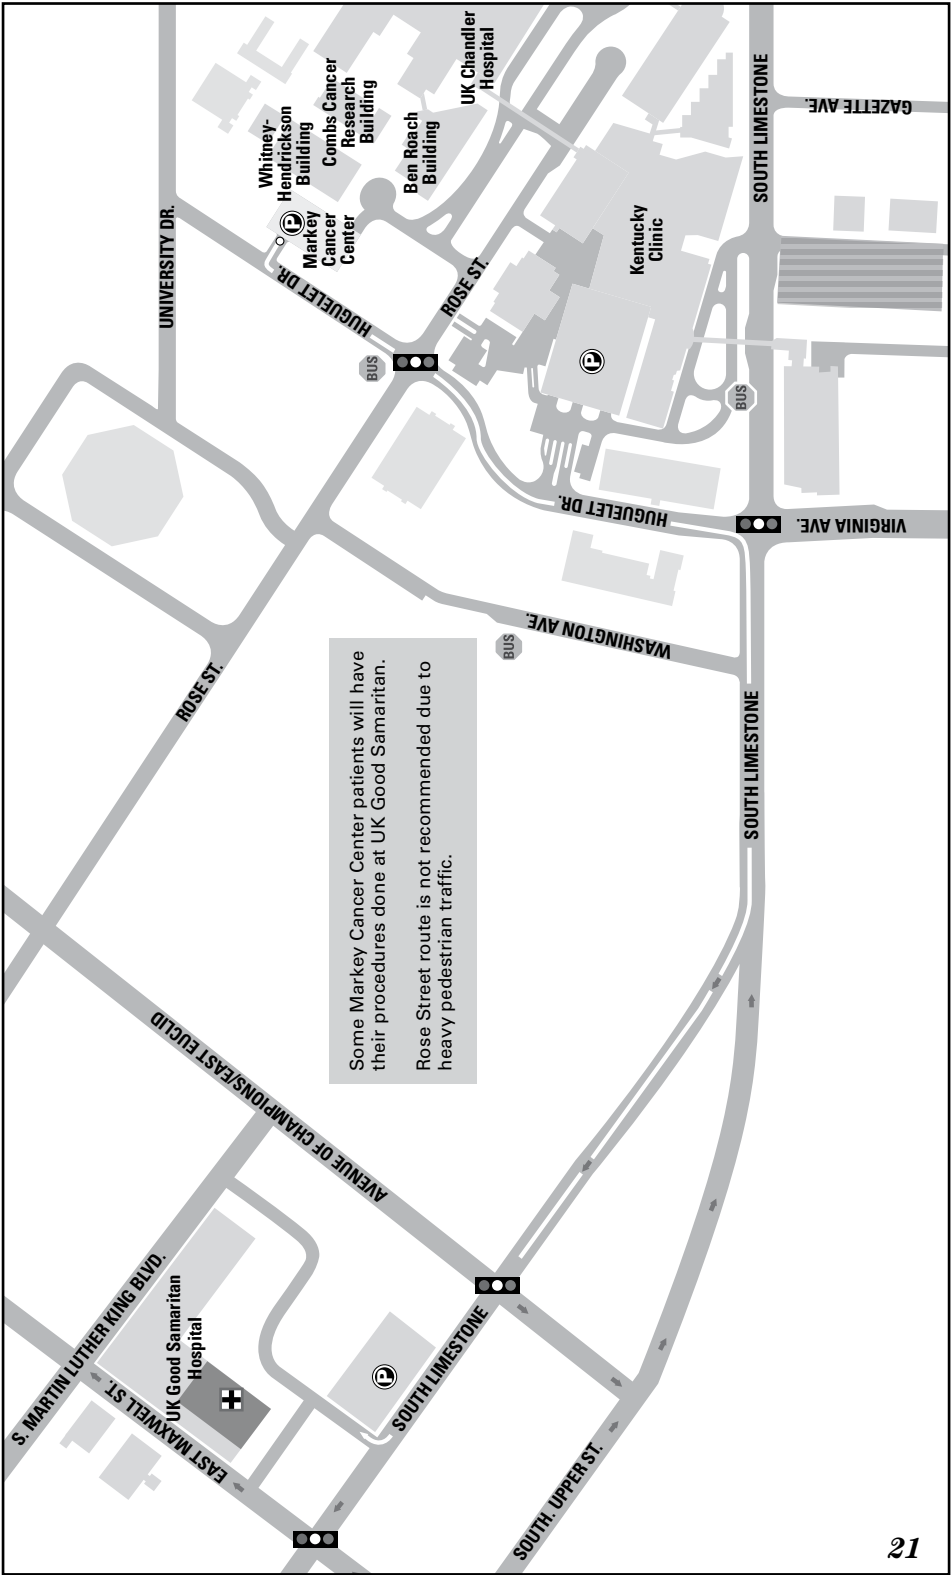 UNIVERSITY DR.
HUGUELET DR.
Whitney-
Hendrickson
Building
Combs Cancer
Research
Building
Markey
Cancer
Center
P
Ben Roach
Building
UK Chandler
Hospital
ROSE ST.
BUS
Kentucky
Clinic
P
BUS
SOUTH LIMESTONE
GAZETTE AVE.
HUGUELET DR.
VIRGINIA AVE.
WASHINGTON AVE.
BUS
ROSE ST.
SOUTH LIMESTONE
Some Markey Cancer Center patients will have
their procedures done at UK Good Samaritan.
Rose Street route is not recommended due to
heavy pedestrian traffic.
AVENUE OF CHAMPIONS/EAST EUCLID
S. MARTIN LUTHER KING BLVD.
UK Good Samaritan
Hospital
EAST MAXWELL ST.
P
SOUTH LIMESTONE
SOUTH. UPPER ST.
21